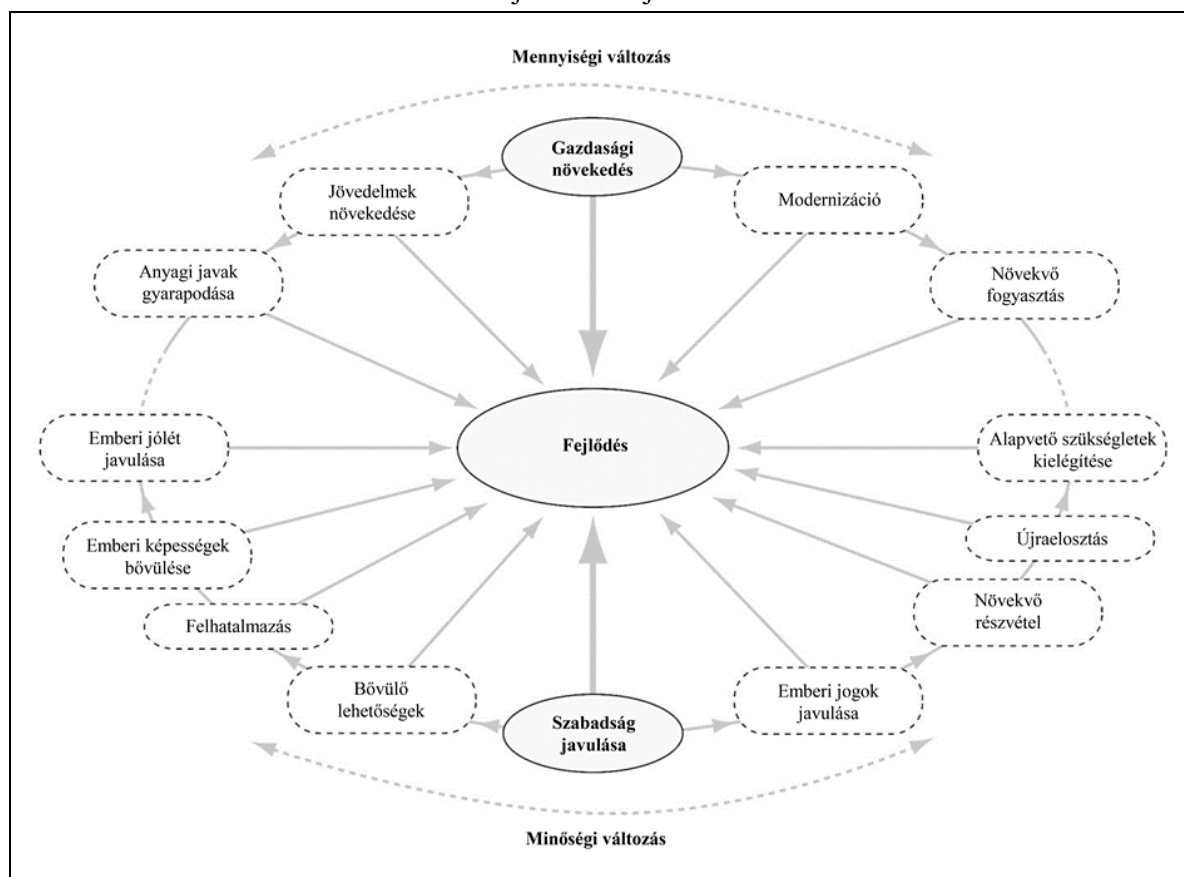 Mennyiségi változás
Gazdasági
növekedés
Jövedelmek
növekedése
Modernizáció
Anyagi javak
gyarapodása
Növekvő
fogyasztás
Emberi jólét
javulása
Fejlődés
Alapvető szükségletek
kielégítése
Emberi képességek
bővülése
Újraelosztás
Felhatalmazás
Növekvő
részvétel
Bővülő
lehetőségek
Szabadság
javulása
Emberi jogok
javulása
Minőségi változás